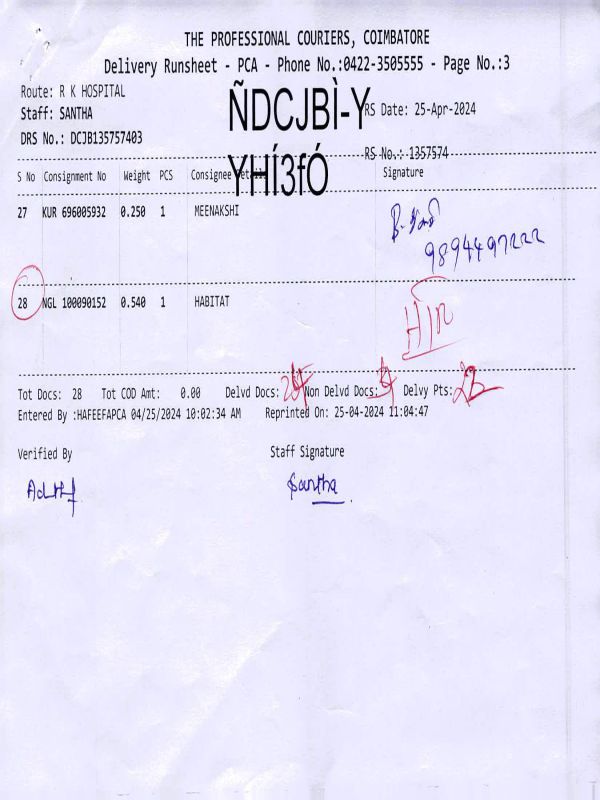 THE PROFESSIONAL COURIERS, COIMBATORE
Delivery Runsheet - PCA - Phone No.:0422-3505555 - Page No.:3
Route: R K HOSPITAL
Staff: SANTHA
DRS No.: DCJB135757403
ÑDCJBÌ-Y
YHÍ3fÓ
RS Date: 25-Apr-2024
RS No.: 1357574
S No Consignment No Weight PCS Consignee Details Signature
27 KUR 696005932 0.250 1 MEENAKSHI
9894497222
28 NGL 100090152 0.540 1 HABITAT
Tot Docs: 28 Tot COD Amt: 0.00 Delvd Docs: Non Delvd Docs: Delvy Pts:
Entered By :HAFEEFAPCA 04/25/2024 10:02:34 AM Reprinted On: 25-04-2024 11:04:47
Verified By Staff Signature
Santha